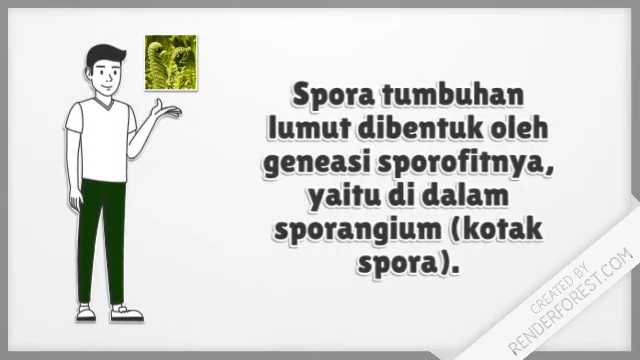 Spora tumbuhan
lumut dibentuk oleh
geneasi sporofitnya,
yaitu di dalam
sporangium (kotak
spora).
CREATED BY
RENDERFOREST.COM